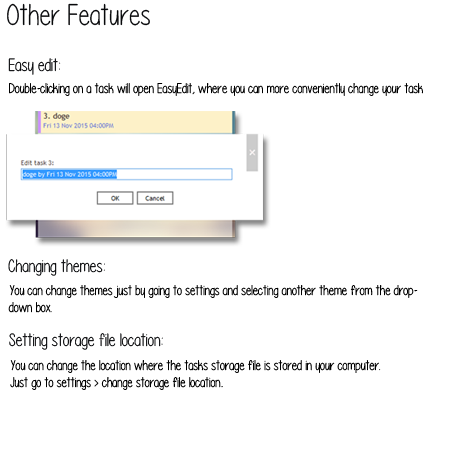 Other Features
Easy edit:
Double-clicking on a task will open EasyEdit, where you can more conveniently change your task
3. doge
Fri 13 Nov 2015 04:00PM
×
Edit task 3:
doge by Fri 13 Nov 2015 04:00PM
OK Cancel
Changing themes:
You can change themes just by going to settings and selecting another theme from the drop-
down box.
Setting storage file location:
You can change the location where the tasks storage file is stored in your computer.
Just go to settings > change storage file location.